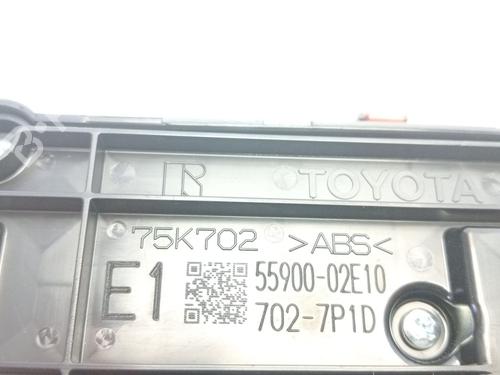 R TOYOTA
75K702 >ABS<
E1 55900-02E10
702-7P1D